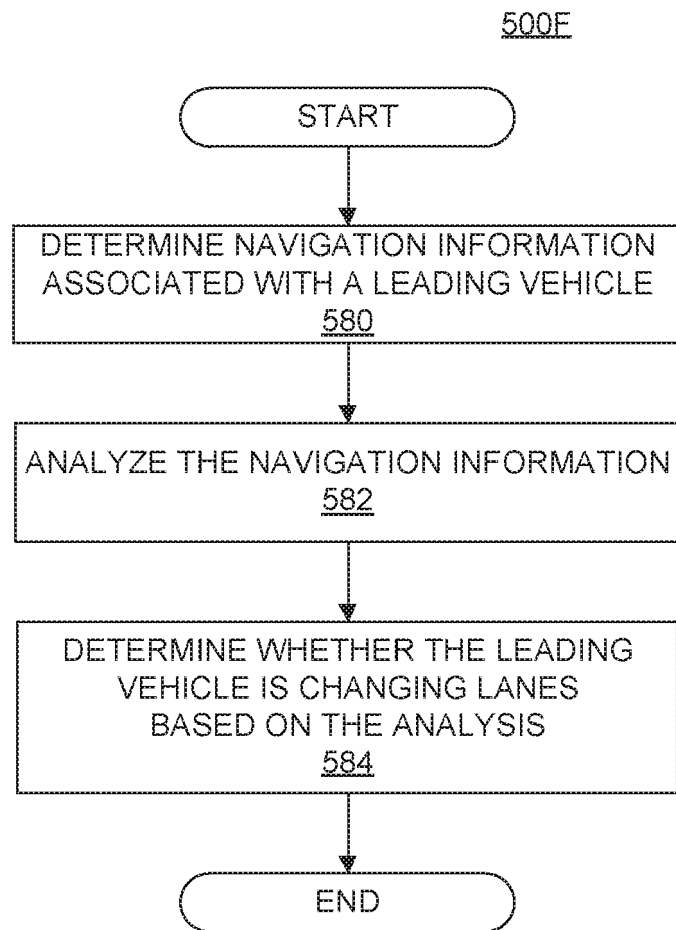 500F
START
DETERMINE NAVIGATION INFORMATION
ASSOCIATED WITH A LEADING VEHICLE
580
ANALYZE THE NAVIGATION INFORMATION
582
DETERMINE WHETHER THE LEADING
VEHICLE IS CHANGING LANES
BASED ON THE ANALYSIS
584
END